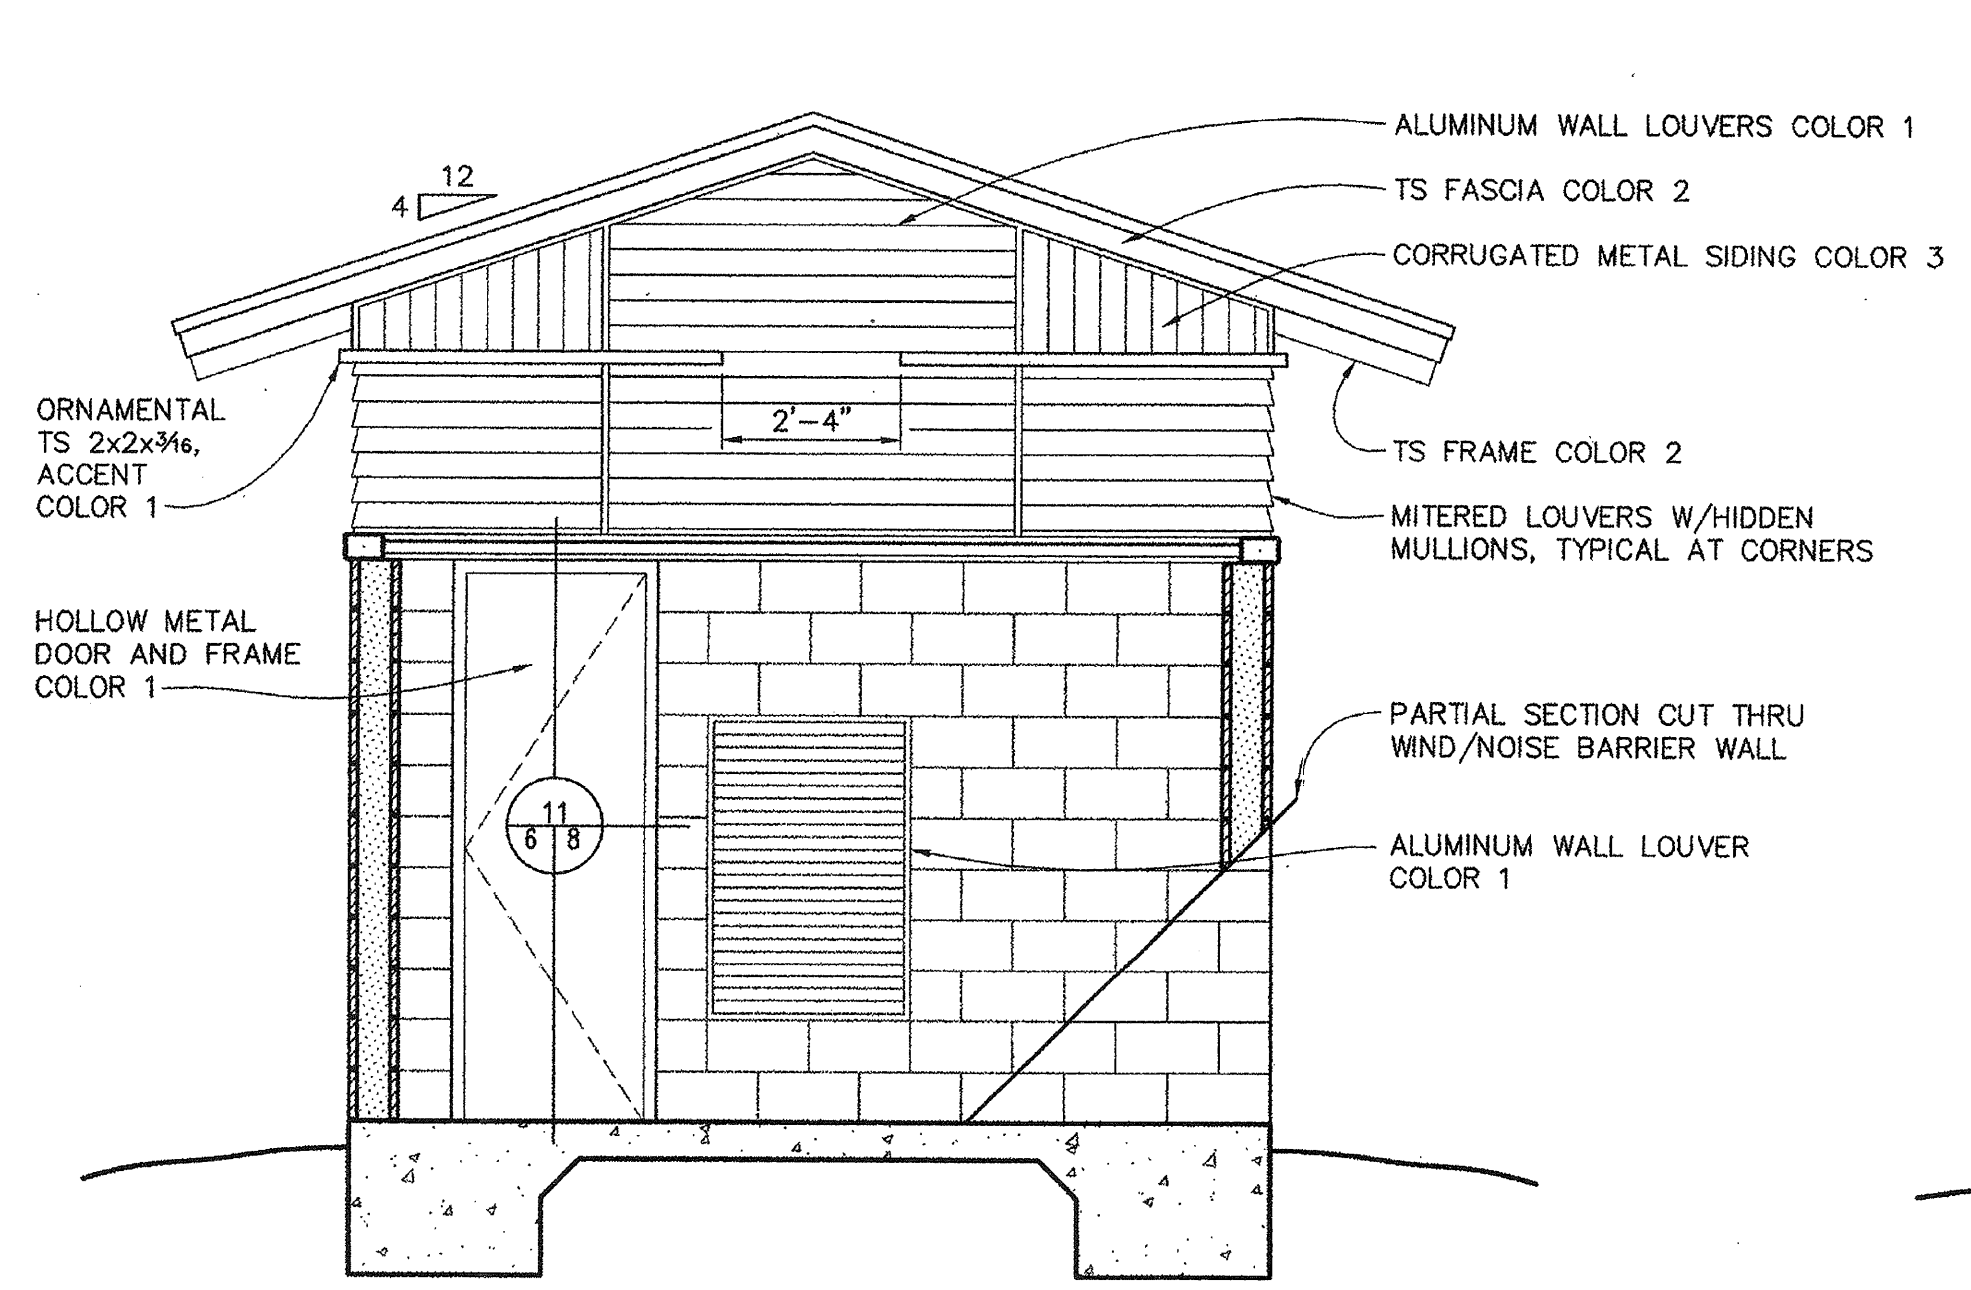 ALUMINUM WALL LOUVERS COLOR 1
12
4
TS FASCIA COLOR 2
CORRUGATED METAL SIDING COLOR 3
ORNAMENTAL
TS 2x2x3/16,
ACCENT
COLOR 1
2'-4"
TS FRAME COLOR 2
MITERED LOUVERS W/HIDDEN
MULLIONS, TYPICAL AT CORNERS
HOLLOW METAL
DOOR AND FRAME
COLOR 1
PARTIAL SECTION CUT THRU
WIND/NOISE BARRIER WALL
11
6 8
ALUMINUM WALL LOUVER
COLOR 1